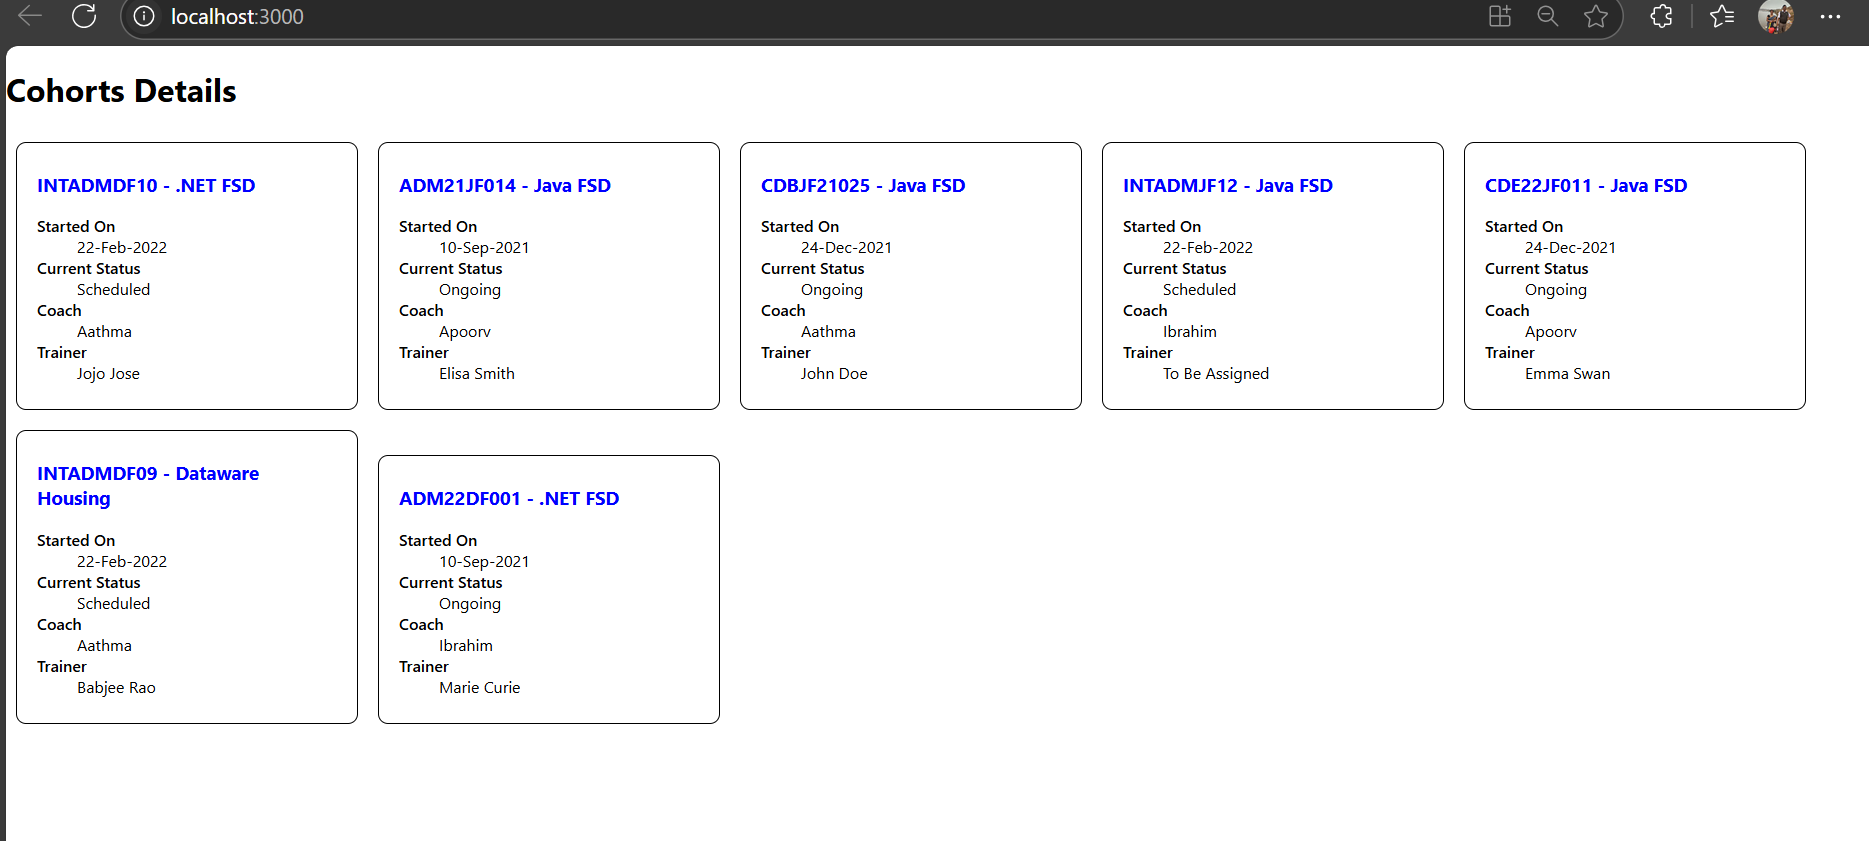 localhost:3000
Cohorts Details
INTADMDF10 - .NET FSD
Started On
22-Feb-2022
Current Status
Scheduled
Coach
Aathma
Trainer
Jojo Jose
ADM21JF014 - Java FSD
Started On
10-Sep-2021
Current Status
Ongoing
Coach
Apoorv
Trainer
Elisa Smith
CDBJF21025 - Java FSD
Started On
24-Dec-2021
Current Status
Ongoing
Coach
Aathma
Trainer
John Doe
INTADMJF12 - Java FSD
Started On
22-Feb-2022
Current Status
Scheduled
Coach
Ibrahim
Trainer
To Be Assigned
CDE22JF011 - Java FSD
Started On
24-Dec-2021
Current Status
Ongoing
Coach
Apoorv
Trainer
Emma Swan
INTADMDF09 - Dataware
Housing
Started On
22-Feb-2022
Current Status
Scheduled
Coach
Aathma
Trainer
Babjee Rao
ADM22DF001 - .NET FSD
Started On
10-Sep-2021
Current Status
Ongoing
Coach
Ibrahim
Trainer
Marie Curie